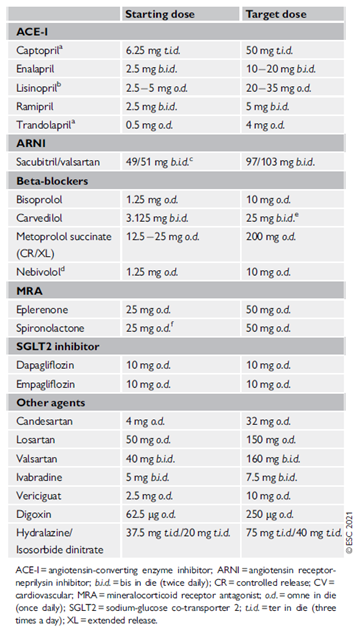 Starting dose Target dose
ACE-I
Captoprilᵃ 6.25 mg t.i.d. 50 mg t.i.d.
Enalapril 2.5 mg b.i.d. 10–20 mg b.i.d.
Lisinoprilᵇ 2.5–5 mg o.d. 20–35 mg o.d.
Ramipril 2.5 mg b.i.d. 5 mg b.i.d.
Trandolaprilᵃ 0.5 mg o.d. 4 mg o.d.
ARNI
Sacubitril/valsartan 49/51 mg b.i.d.ᶜ 97/103 mg b.i.d.
Beta-blockers
Bisoprolol 1.25 mg o.d. 10 mg o.d.
Carvedilol 3.125 mg b.i.d. 25 mg b.i.d.ᵉ
Metoprolol succinate 12.5–25 mg o.d. 200 mg o.d.
(CR/XL)
Nebivololᵈ 1.25 mg o.d. 10 mg o.d.
MRA
Eplerenone 25 mg o.d. 50 mg o.d.
Spironolactone 25 mg o.d.ᶠ 50 mg o.d.
SGLT2 inhibitor
Dapagliflozin 10 mg o.d. 10 mg o.d.
Empagliflozin 10 mg o.d. 10 mg o.d.
Other agents
Candesartan 4 mg o.d. 32 mg o.d.
Losartan 50 mg o.d. 150 mg o.d.
Valsartan 40 mg b.i.d. 160 mg b.i.d.
Ivabradine 5 mg b.i.d. 7.5 mg b.i.d.
Vericiguat 2.5 mg o.d. 10 mg o.d.
Digoxin 62.5 µg o.d. 250 µg o.d.
Hydralazine/ 37.5 mg t.i.d./20 mg t.i.d. 75 mg t.i.d./40 mg t.i.d.
Isosorbide dinitrate
©ESC 2021
ACE-I = angiotensin-converting enzyme inhibitor; ARNI = angiotensin receptor-
neprilysin inhibitor; b.i.d. = bis in die (twice daily); CR = controlled release; CV =
cardiovascular; MRA = mineralocorticoid receptor antagonist; o.d. = omne in die
(once daily); SGLT2 = sodium-glucose co-transporter 2; t.i.d. = ter in die (three
times a day); XL = extended release.